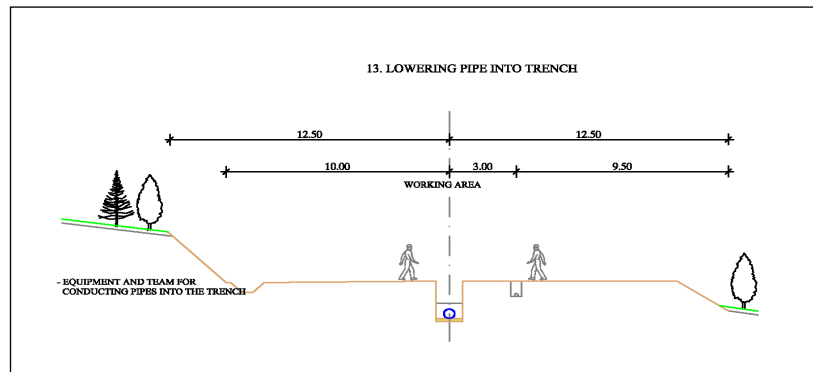 13. LOWERING PIPE INTO TRENCH
12.50 12.50
10.00 3.00 9.50
WORKING AREA
- EQUIPMENT AND TEAM FOR
CONDUCTING PIPES INTO THE TRENCH